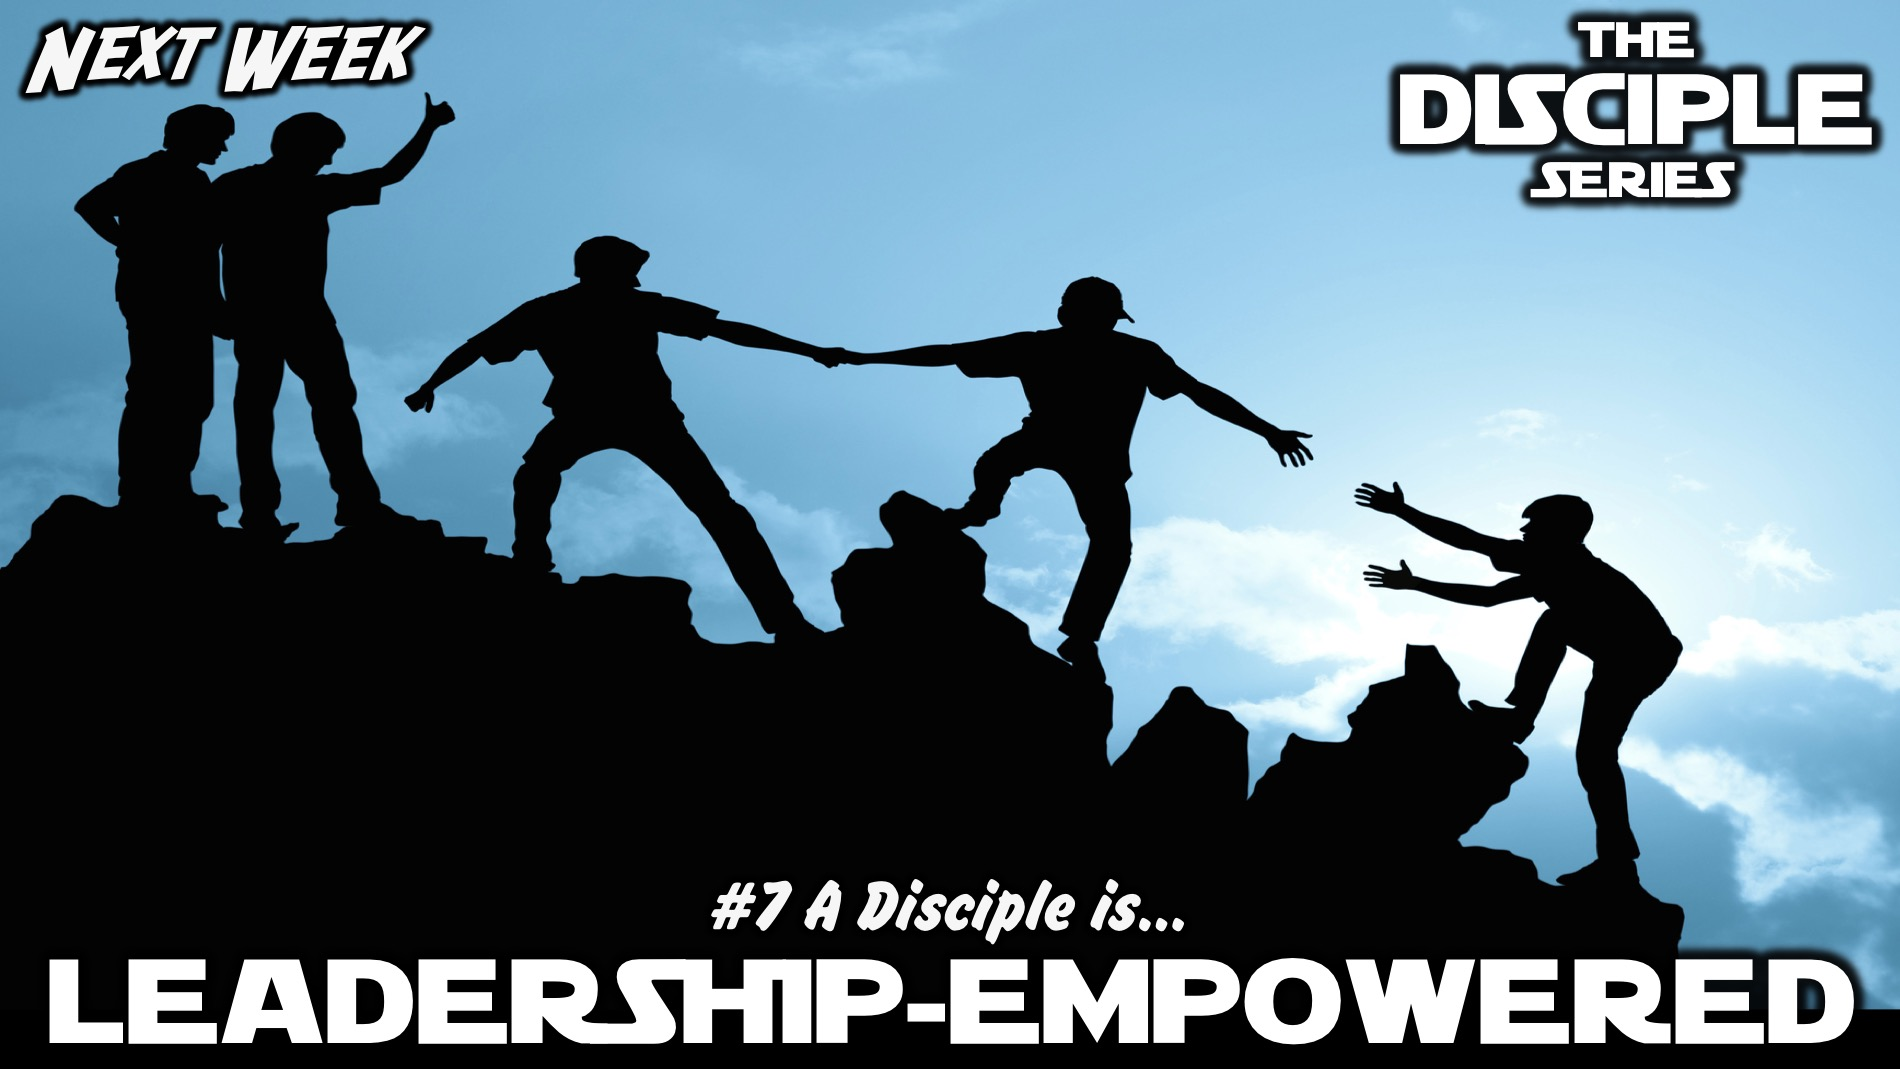 NEXT WEEK
THE
DISCIPLE
SERIES
#7 A Disciple is...
LEADERSHIP-EMPOWERED